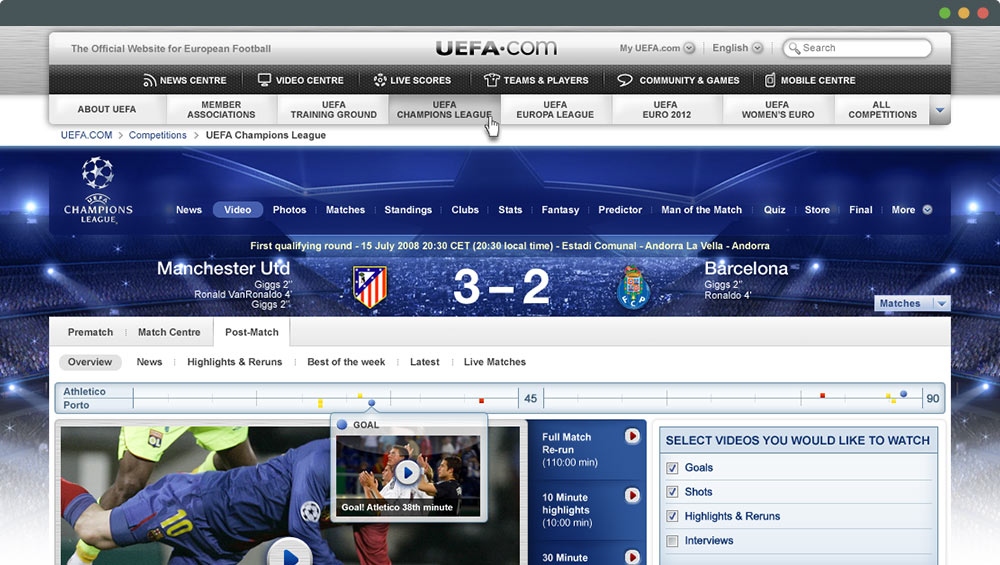 The Official Website for European Football
UEFA.com
My UEFA.com
English
Search
NEWS CENTRE
VIDEO CENTRE
LIVE SCORES
TEAMS & PLAYERS
COMMUNITY & GAMES
MOBILE CENTRE
ABOUT UEFA
MEMBER
ASSOCIATIONS
UEFA
TRAINING GROUND
UEFA
CHAMPIONS LEAGUE
UEFA
EUROPA LEAGUE
UEFA
EURO 2012
UEFA
WOMEN'S EURO
ALL
COMPETITIONS
UEFA.COM > Competitions > UEFA Champions League
UEFA
CHAMPIONS
LEAGUE
News
Video
Photos
Matches
Standings
Clubs
Stats
Fantasy
Predictor
Man of the Match
Quiz
Store
Final
More
First qualifying round - 15 July 2008 20:30 CET (20:30 local time) - Estadi Comunal - Andorra La Vella - Andorra
Manchester Utd
Giggs 2"
Ronald VanRonaldo 4'
Giggs 2"
3–2
FCP
Barcelona
Giggs 2"
Ronaldo 4'
Matches
Prematch
Match Centre
Post-Match
Overview
News
Highlights & Reruns
Best of the week
Latest
Live Matches
Athletico
Porto
45
90
GOAL
Goal! Atletico 38th minute
10
Full Match
Re-run
(110:00 min)
10 Minute
highlights
(10:00 min)
30 Minute
SELECT VIDEOS YOU WOULD LIKE TO WATCH
Goals
Shots
Highlights & Reruns
Interviews